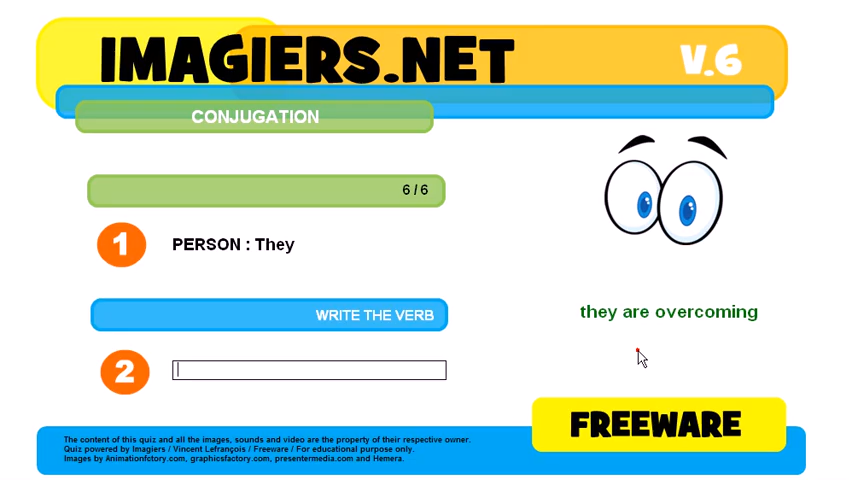 IMAGIERS.NET
V.6
CONJUGATION
6 / 6
1
PERSON : They
WRITE THE VERB
they are overcoming
2
FREEWARE
The content of this quiz and all the images, sounds and video are the property of their respective owner.
Quiz powered by Imagiers / Vincent Lefrançois / Freeware / For educational purpose only.
Images by Animationfctory.com, graphicsfactory.com, presentermedia.com and Hemera.